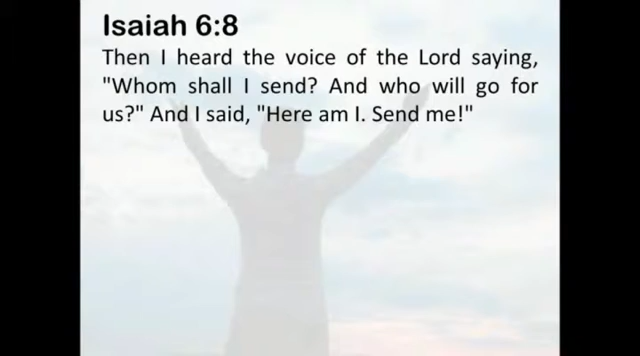 Isaiah 6:8
Then I heard the voice of the Lord saying,
"Whom shall I send? And who will go for
us?" And I said, "Here am I. Send me!"